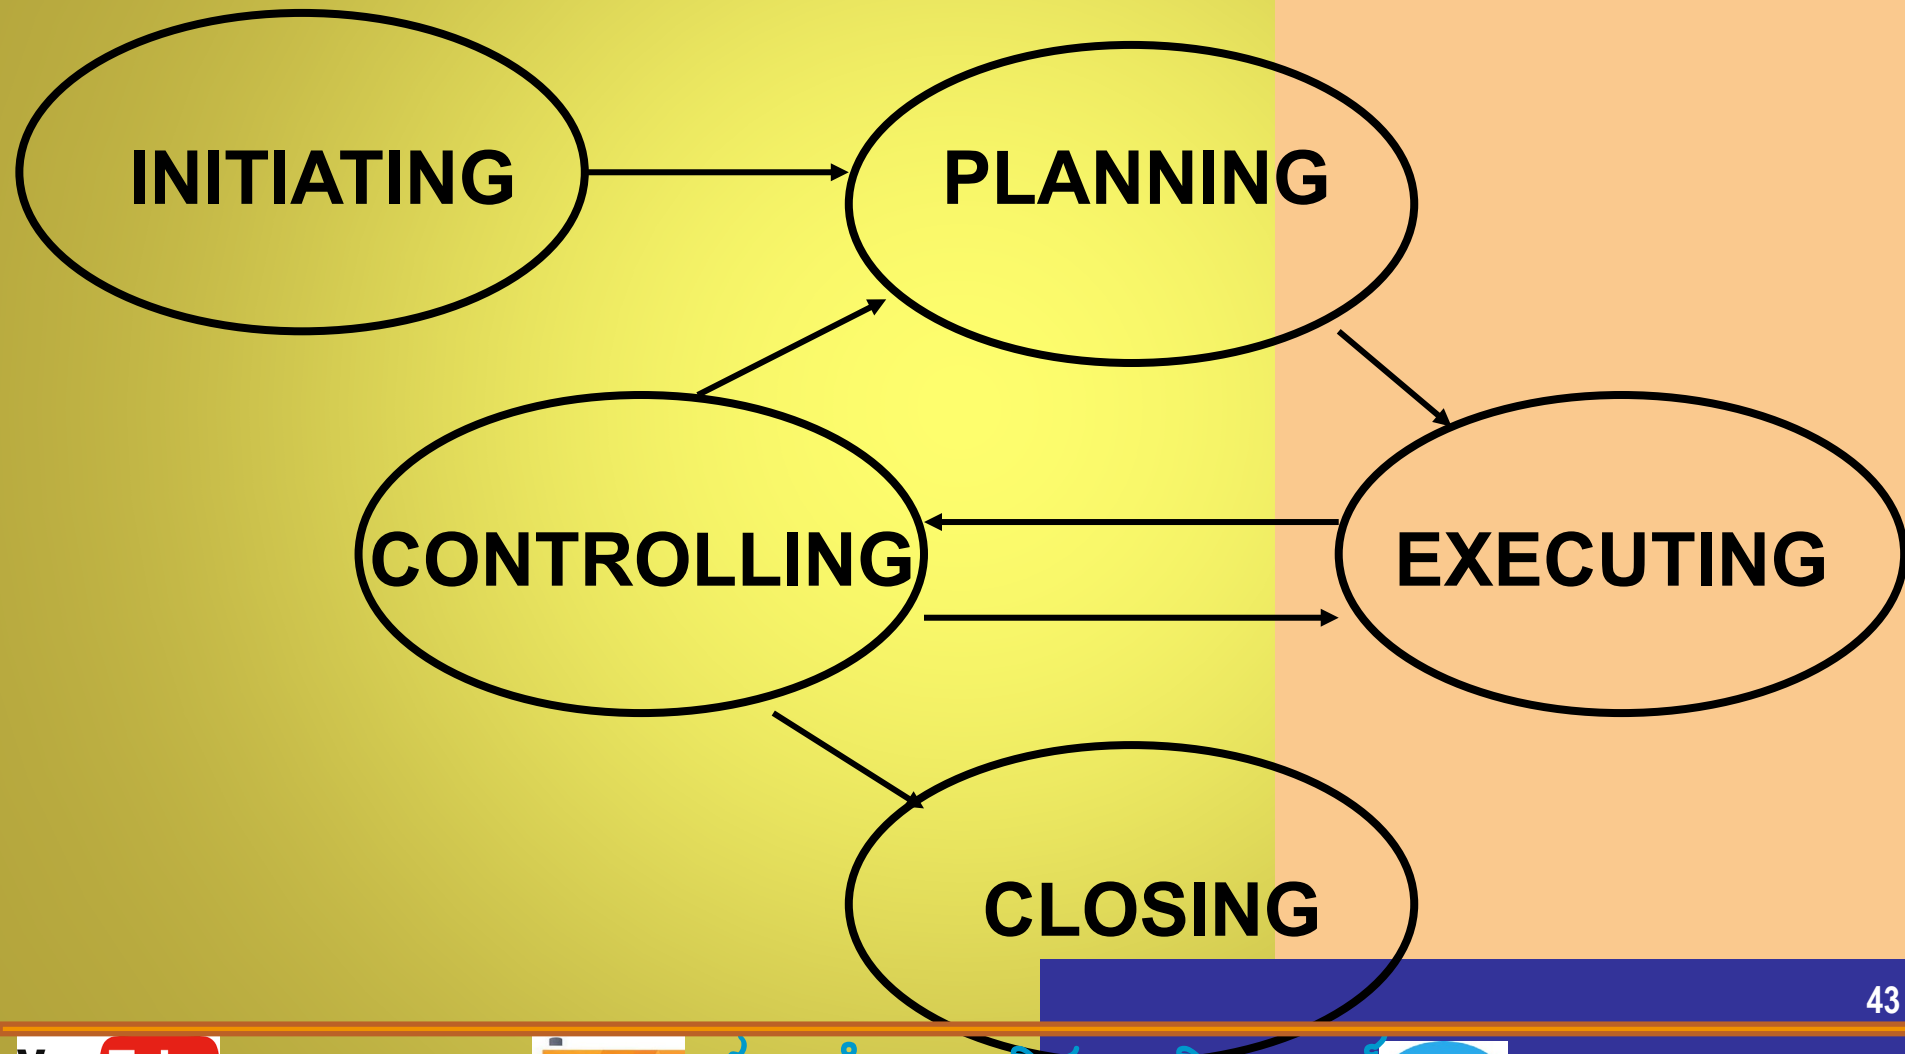 INITIATING
PLANNING
CONTROLLING
EXECUTING
CLOSING
43